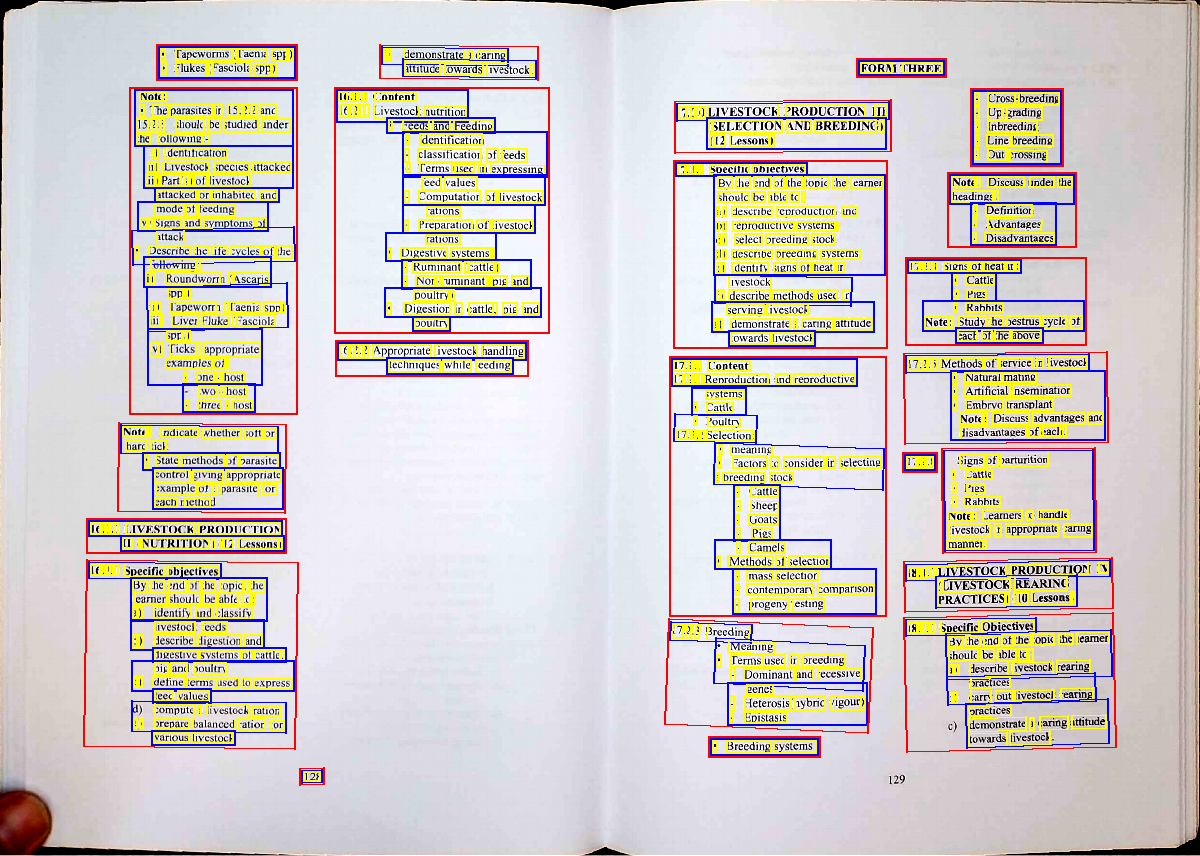 • Tapeworms (Taenia spp)
• Flukes (Fasciola spp)
Note:
• The parasites in 15.2.2 and
15.2.3 should be studied under
the following:-
i) Identification
ii) Livestock species attacked
iii) Part(s) of livestock
attacked or inhabited and
mode of feeding
iv) Signs and symptoms of
attack
• Describe the life cycles of the
following:
i) Roundworm (Ascaris
spp.)
ii) Tapeworm (Taenia spp)
iii) Liver Fluke (Fasciola
spp.)
iv) Ticks (appropriate
examples of
- one - host
- two - host
- three - host
Note: Indicate whether soft or
hard tick.
• State methods of parasite
control giving appropriate
example of a parasite for
each method
16.0.0 LIVESTOCK PRODUCTION
II (NUTRITION) (12 Lessons)
16.1.0 Specific objectives
By the end of the topic, the
learner should be able to:
a) identify and classify
livestock feeds
b) describe digestion and
digestive systems of cattle,
pig and poultry
c) define terms used to express
feed values
d) compute a livestock ration
e) prepare balanced ration for
various livestock
128
f) demonstrate a caring
attitude towards livestock.
16.2.0 Content
16.2.1 Livestock nutrition
• Feeds and Feeding
- Identification
- classification of feeds
- Terms used in expressing
feed values
- Computation of livestock
rations
- Preparation of livestock
rations
• Digestive systems
- Ruminant (cattle)
- Non-ruminant (pig and
poultry)
• Digestion in cattle, pig and
poultry
16.2.2 Appropriate livestock handling
techniques while feeding
FORM THREE
17.0.0 LIVESTOCK PRODUCTION III
(SELECTION AND BREEDING)
(12 Lessons)
17.1.0 Specific objectives
By the end of the topic the learner
should be able to:
a) describe reproduction and
b) reproductive systems
c) select breeding stock
d) describe breeding systems
e) identify signs of heat in
livestock
f) describe methods used in
serving livestock
g) demonstrate a caring attitude
towards livestock
17.2.0 Content
17.2.1 Reproduction and reproductive
systems
• Cattle
• Poultry
17.2.2 Selection
• meaning
• Factors to consider in selecting
a breeding stock
- Cattle
- sheep
- Goats
- Pigs
- Camels
• Methods of selection
- mass selection
- contemporary comparison
- progeny testing
17.2.3 Breeding
• Meaning
• Terms used in breeding
- Dominant and recessive
genes
- Heterosis (hybrid vigour)
- Epistasis
• Breeding systems
- Cross-breeding
- Up-grading
- Inbreeding
- Line breeding
- Out crossing
Note: Discuss under the
headings:
- Definition
- Advantages
- Disadvantages
17.2.4 Signs of heat in:
• Cattle
• Pigs
• Rabbits
Note: Study the oestrus cycle of
each of the above
17.2.5 Methods of service in livestock
• Natural mating
• Artificial insemination
• Embryo transplant
Note: Discuss advantages and
disadvantages of each.
17.2.6 Signs of parturition
• Cattle
• Pigs
• Rabbits
Note: Learners to handle
livestock in appropriate caring
manner.
18.0.0 LIVESTOCK PRODUCTION IV
(LIVESTOCK REARING
PRACTICES) (10 Lessons)
18.1.0 Specific Objectives
By the end of the topic the learner
should be able to:
a) describe livestock rearing
practices
b) carry out livestock rearing
practices
c) demonstrate a caring attitude
towards livestock.
129